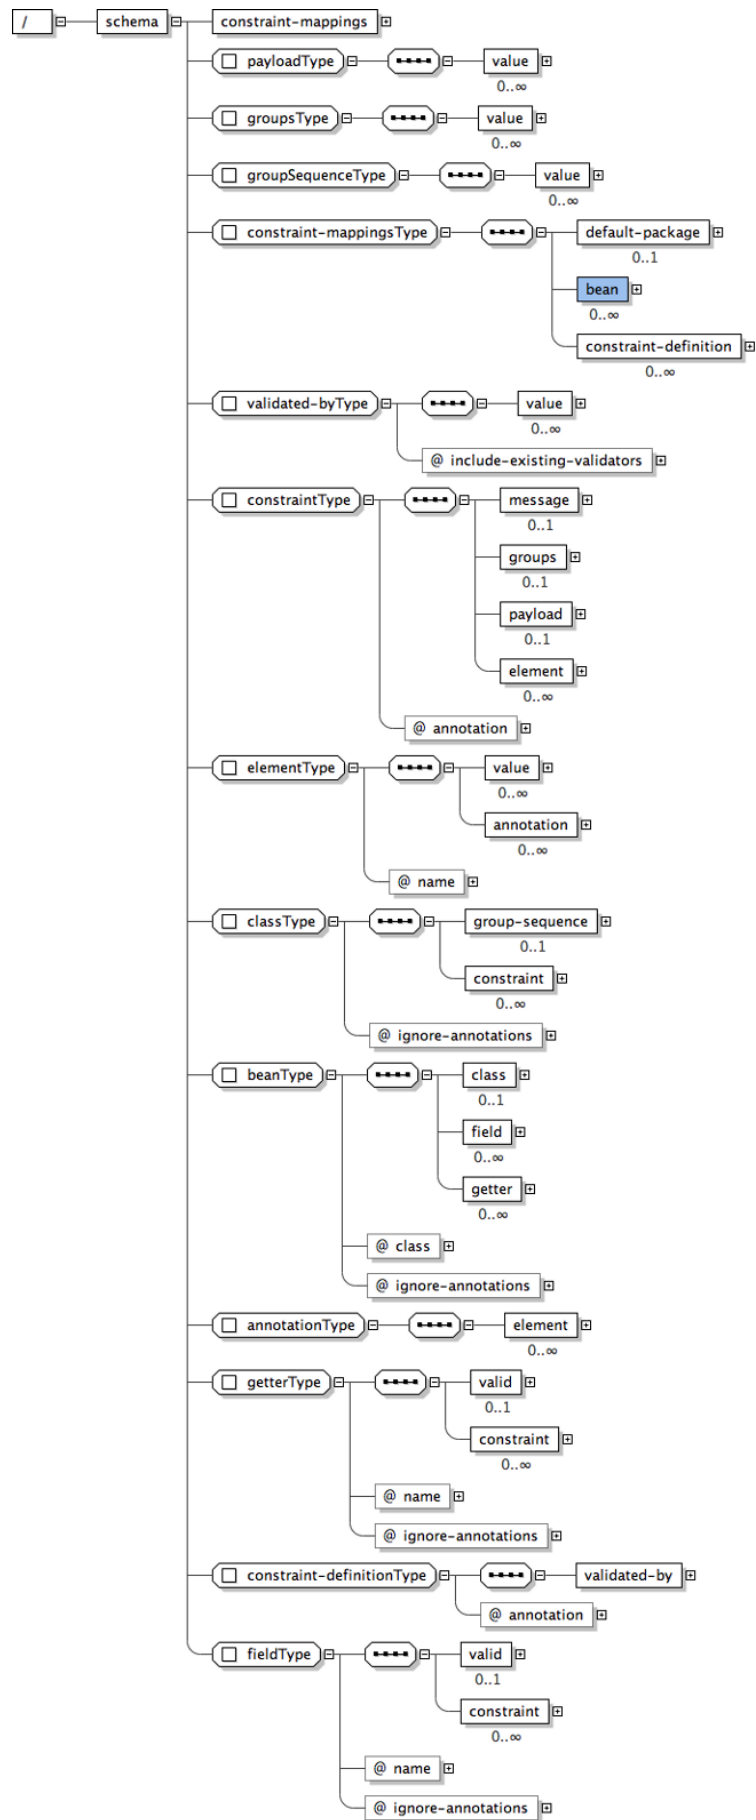 / schema constraint-mappings
payloadType value
0..∞
groupsType value
0..∞
groupSequenceType value
0..∞
constraint-mappingsType default-package
0..1
bean
0..∞
constraint-definition
0..∞
validated-byType value
0..∞
@ include-existing-validators
constraintType message
0..1
groups
0..1
payload
0..1
element
0..∞
@ annotation
elementType value
0..∞
annotation
0..∞
@ name
classType group-sequence
0..1
constraint
0..∞
@ ignore-annotations
beanType class
0..1
field
0..∞
getter
0..∞
@ class
@ ignore-annotations
annotationType element
0..∞
getterType valid
0..1
constraint
0..∞
@ name
@ ignore-annotations
constraint-definitionType validated-by
@ annotation
fieldType valid
0..1
constraint
0..∞
@ name
@ ignore-annotations